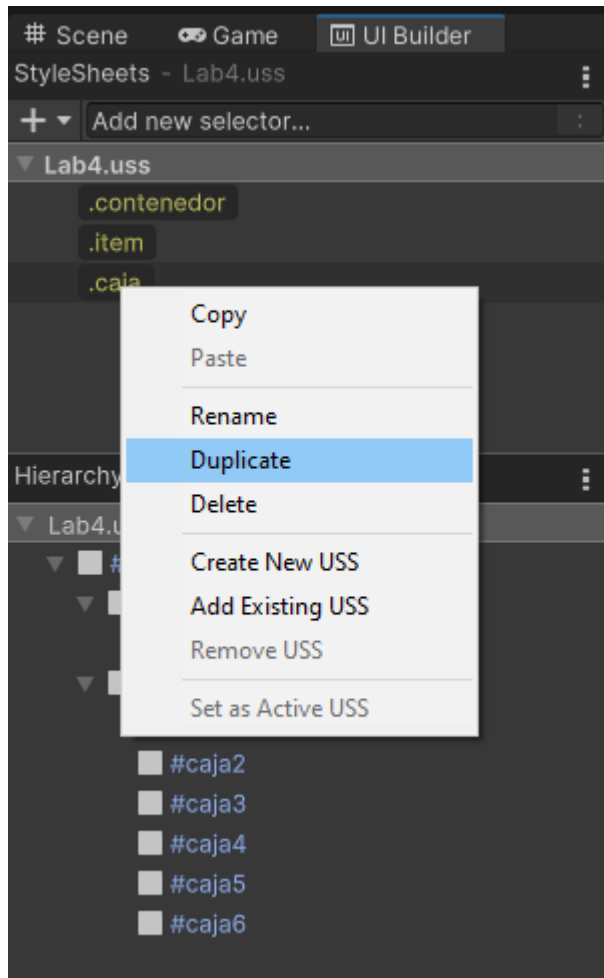 Scene Game UI Builder
StyleSheets - Lab4.uss
Add new selector...
Lab4.uss
.contenedor
.item
.caja
Copy
Paste
Rename
Duplicate
Hierarchy
Delete
Lab4.u
Create New USS
#
Add Existing USS
Remove USS
Set as Active USS
#caja2
#caja3
#caja4
#caja5
#caja6